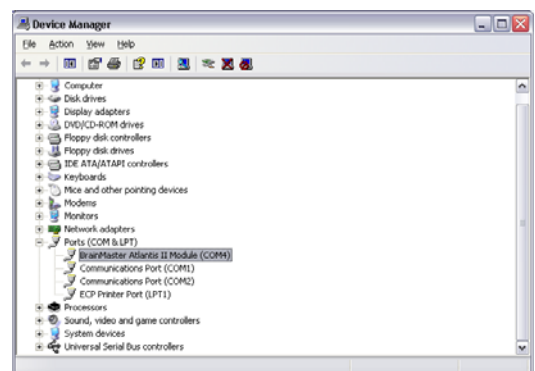 Device Manager
File Action View Help
Computer
Disk drives
Display adapters
DVD/CD-ROM drives
Floppy disk controllers
Floppy disk drives
IDE ATA/ATAPI controllers
Keyboards
Mice and other pointing devices
Modems
Monitors
Network adapters
Ports (COM & LPT)
BrainMaster Atlantis II Module (COM4)
Communications Port (COM1)
Communications Port (COM2)
ECP Printer Port (LPT1)
Processors
Sound, video and game controllers
System devices
Universal Serial Bus controllers